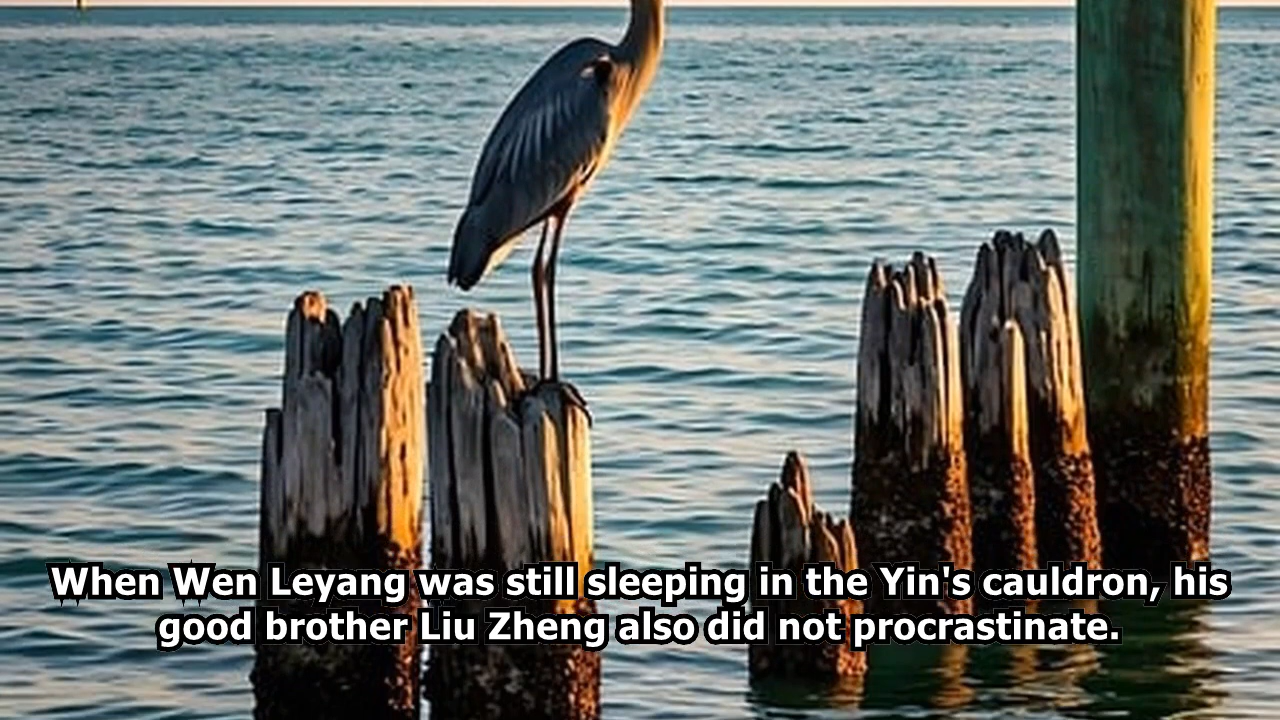 When Wen Leyang was still sleeping in the Yin's cauldron, his
good brother Liu Zheng also did not procrastinate.